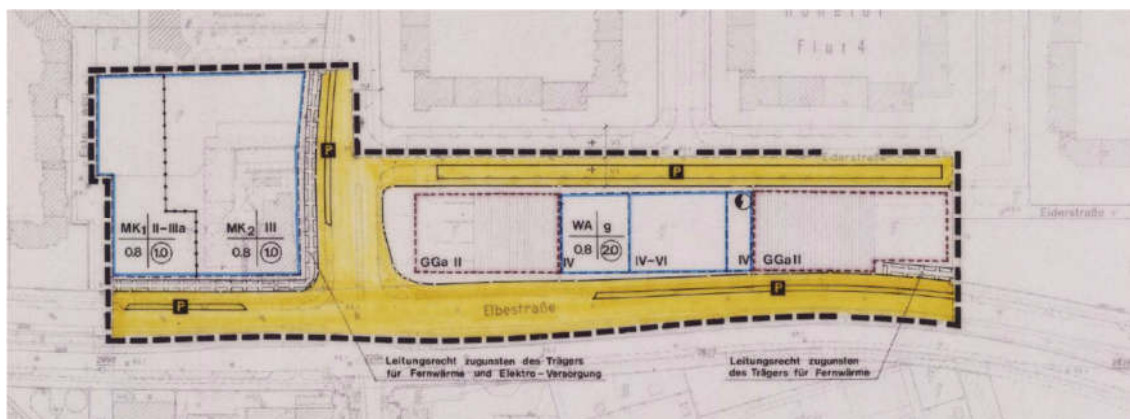 Flur 4
P
Eiderstraße
P
Eiderstraße
MK1 II-IIIa
0.8 1.0
MK2 III
0.8 1.0
WA g
0.8 2.0
GGa II
IV
IV-VI
IV
GGa II
P
P
Elbestraße
Leitungsrecht zugunsten des Trägers
für Fernwärme und Elektro-Versorgung
Leitungsrecht zugunsten
des Trägers für Fernwärme